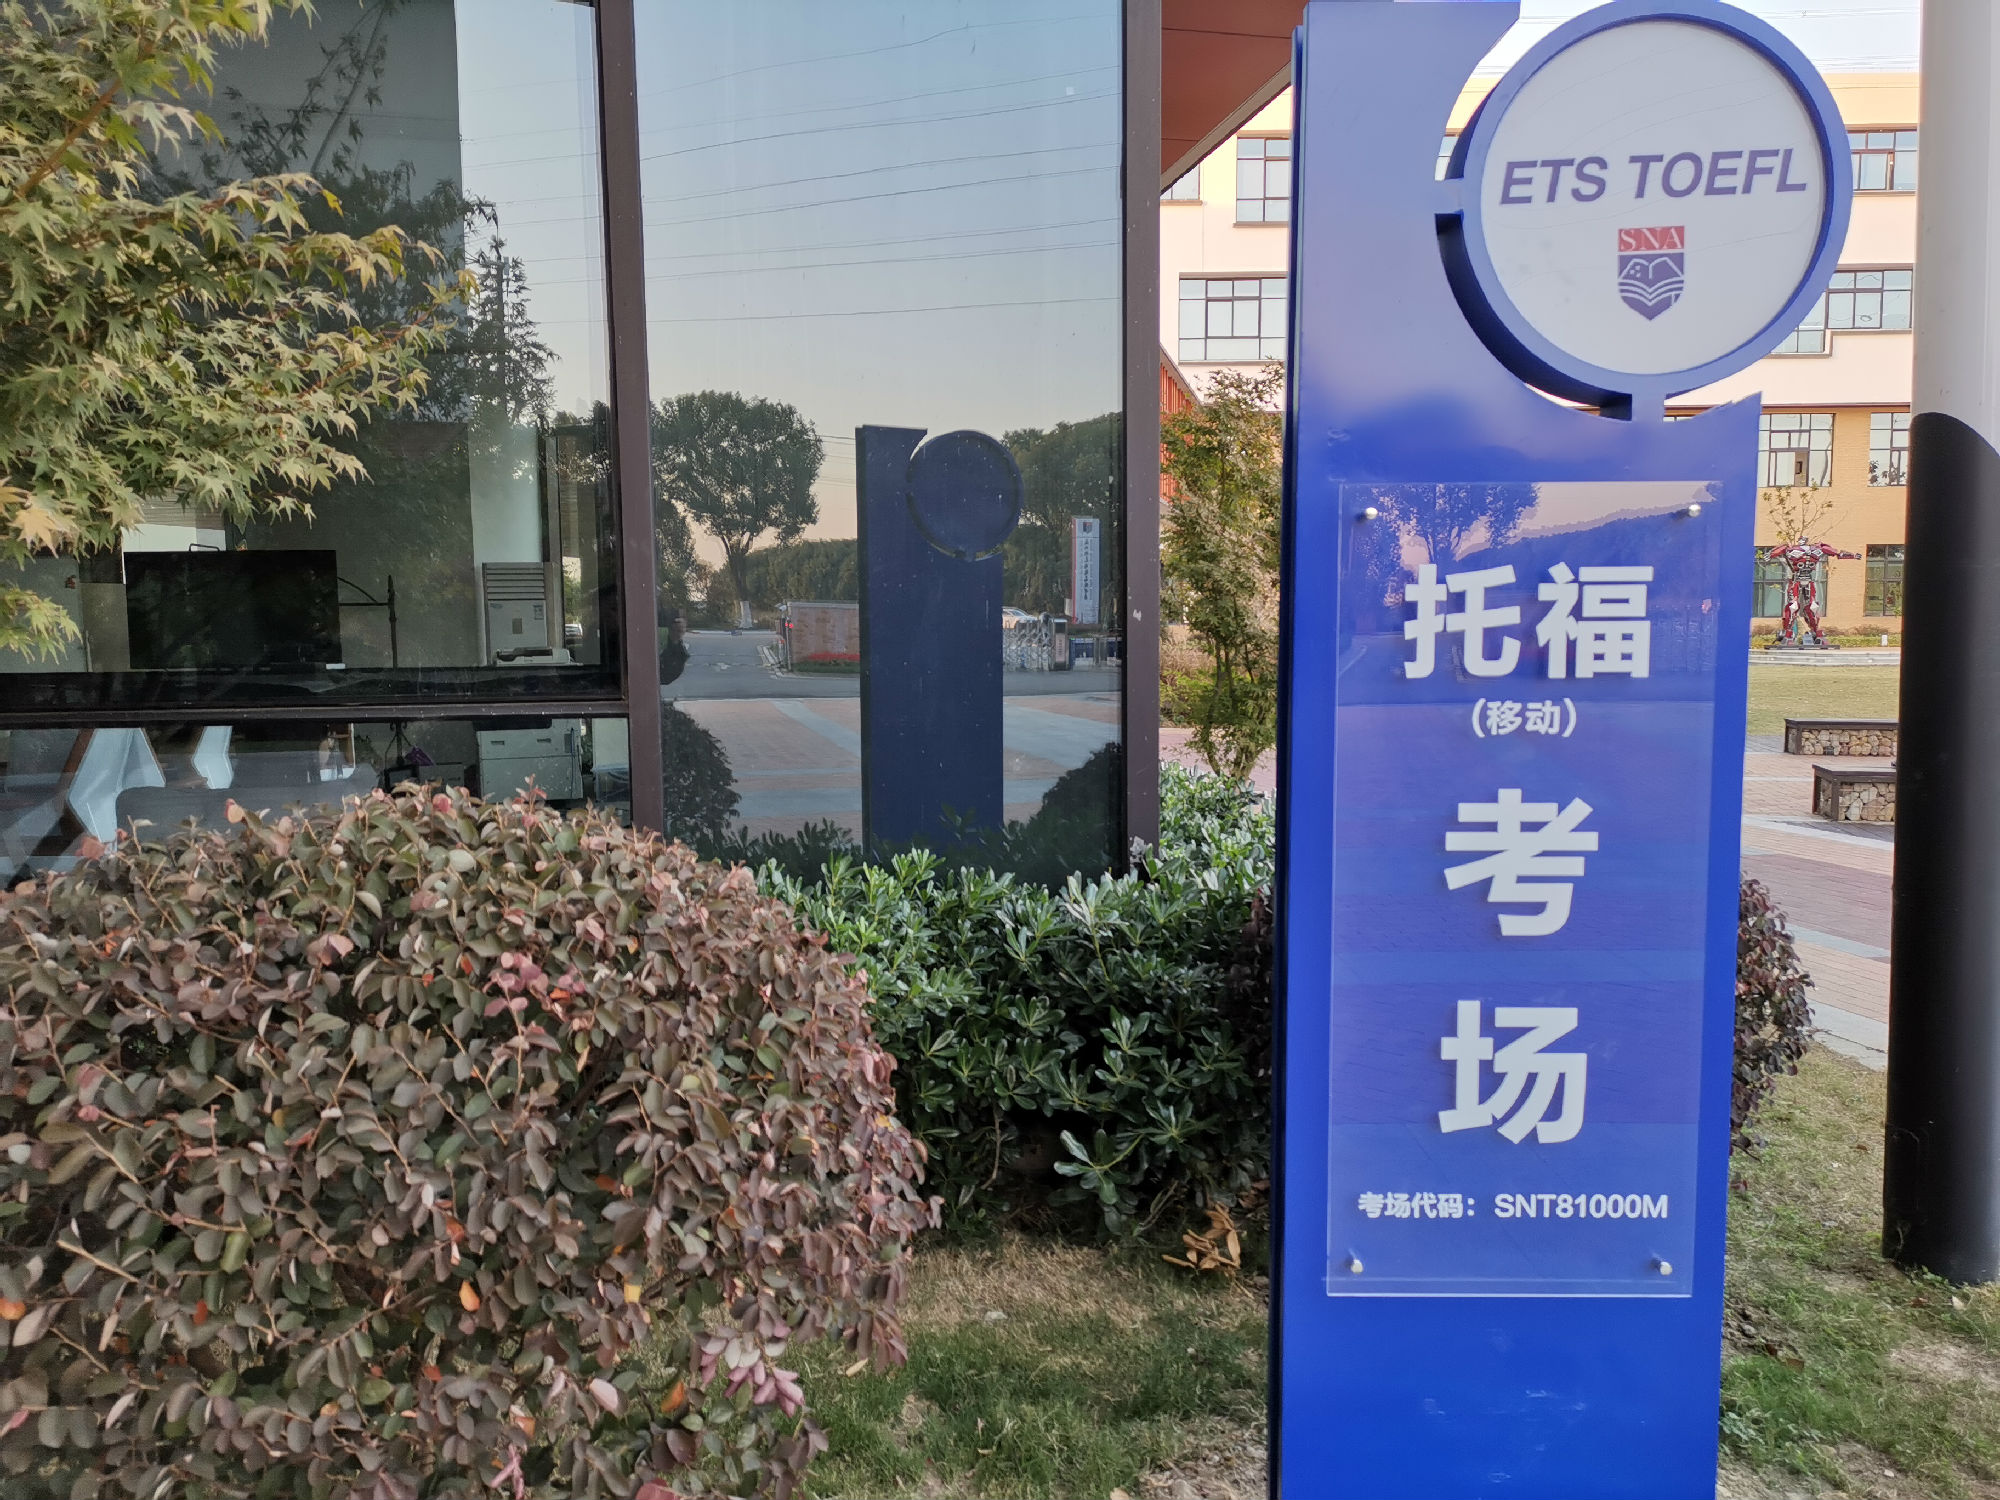 ETS TOEFL
SNA
托福
(移动)
考
场
考场代码：SNT81000M